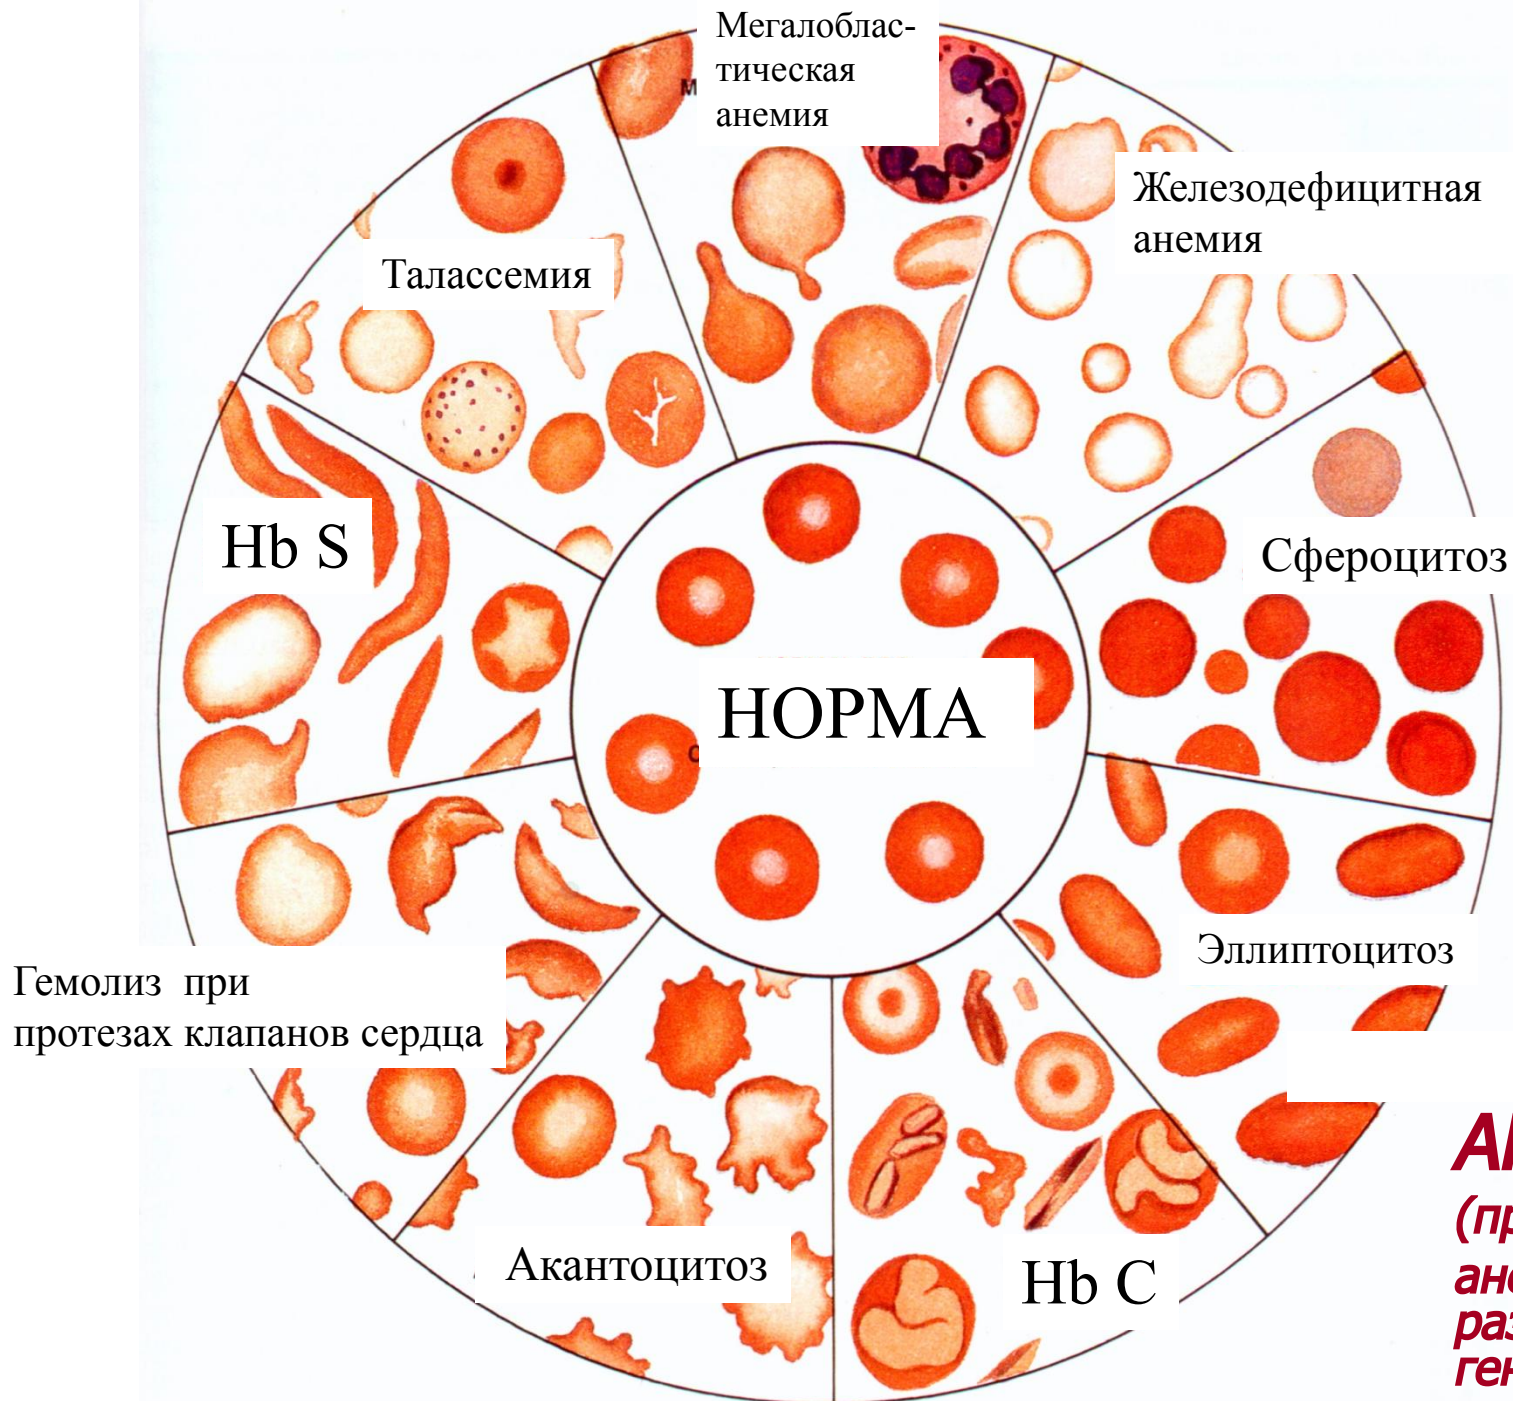 Мегалоблас-
тическая
анемия
Железодефицитная
анемия
Талассемия
Hb S
Сфероцитоз
НОРМА
Эллиптоцитоз
Гемолиз при
протезах клапанов сердца
Акантоцитоз
Hb C